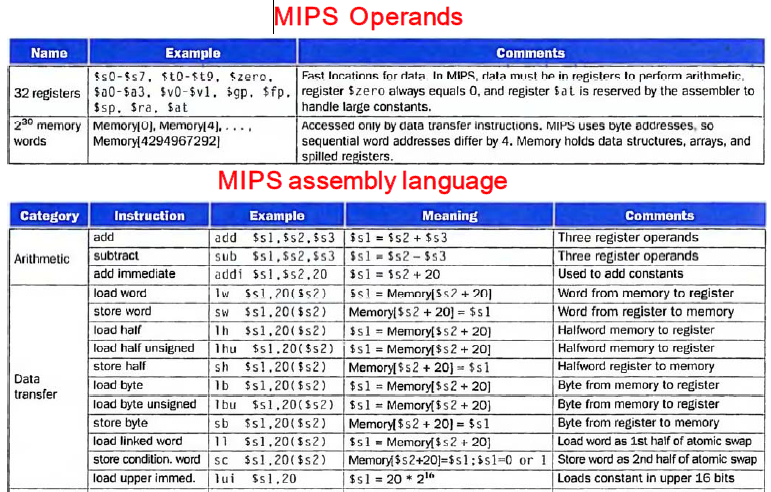 MIPS Operands
Name Example Comments
32 registers $s0–$s7, $t0–$t9, $zero, $a0–$a3, $v0–$v1, $gp, $fp, $sp, $ra, $at Fast locations for data. In MIPS, data must be in registers to perform arithmetic, register $zero always equals 0, and register $at is reserved by the assembler to handle large constants.
2³⁰ memory words Memory[0], Memory[4], . . . , Memory[4294967292] Accessed only by data transfer instructions. MIPS uses byte addresses, so sequential word addresses differ by 4. Memory holds data structures, arrays, and spilled registers.
MIPS assembly language
Category Instruction Example Meaning Comments
Arithmetic
add add $s1,$s2,$s3 $s1 = $s2 + $s3 Three register operands
subtract sub $s1,$s2,$s3 $s1 = $s2 – $s3 Three register operands
add immediate addi $s1,$s2,20 $s1 = $s2 + 20 Used to add constants
Data transfer
load word lw $s1,20($s2) $s1 = Memory[$s2 + 20] Word from memory to register
store word sw $s1,20($s2) Memory[$s2 + 20] = $s1 Word from register to memory
load half lh $s1,20($s2) $s1 = Memory[$s2 + 20] Halfword memory to register
load half unsigned lhu $s1,20($s2) $s1 = Memory[$s2 + 20] Halfword memory to register
store half sh $s1,20($s2) Memory[$s2 + 20] = $s1 Halfword register to memory
load byte lb $s1,20($s2) $s1 = Memory[$s2 + 20] Byte from memory to register
load byte unsigned lbu $s1,20($s2) $s1 = Memory[$s2 + 20] Byte from memory to register
store byte sb $s1,20($s2) Memory[$s2 + 20] = $s1 Byte from register to memory
load linked word ll $s1,20($s2) $s1 = Memory[$s2 + 20] Load word as 1st half of atomic swap
store condition. word sc $s1,20($s2) Memory[$s2+20]=$s1;$s1=0 or 1 Store word as 2nd half of atomic swap
load upper immed. lui $s1,20 $s1 = 20 * 2¹⁶ Loads constant in upper 16 bits